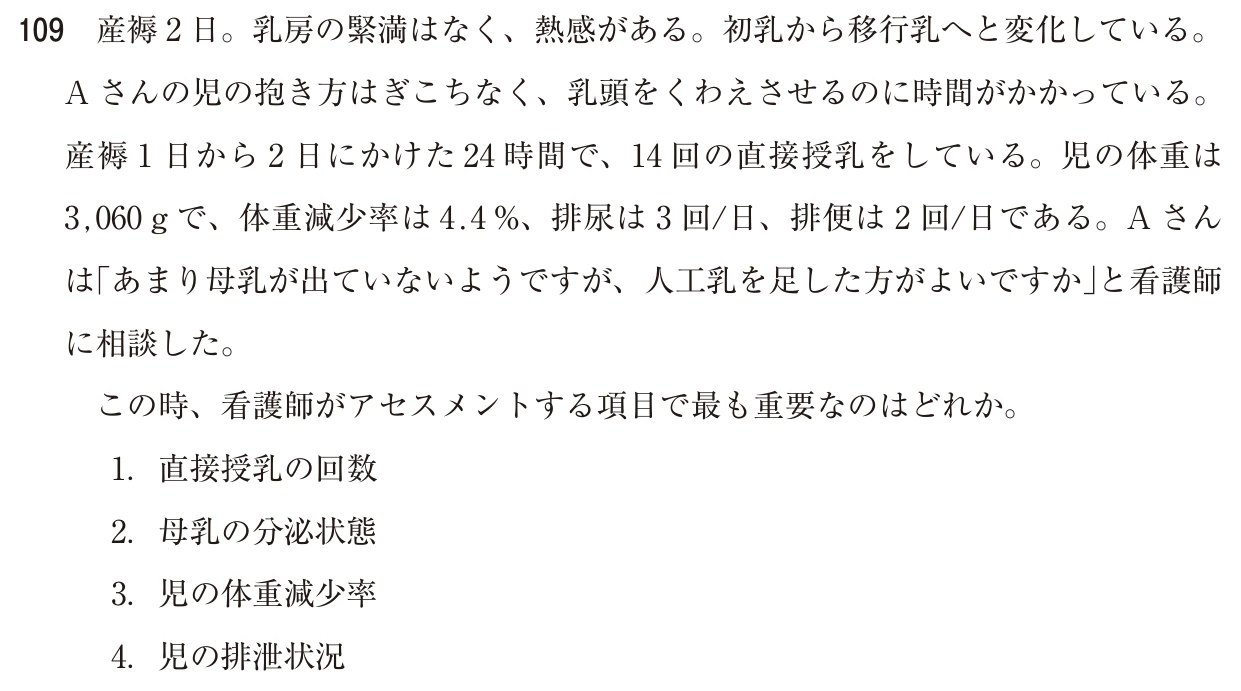 109 産褥2日。乳房の緊満はなく、熱感がある。初乳から移行乳へと変化している。
Aさんの児の抱き方はぎこちなく、乳頭をくわえさせるのに時間がかかっている。
産褥1日から2日にかけた24時間で、14回の直接授乳をしている。児の体重は
3,060gで、体重減少率は4.4%、排尿は3回/日、排便は2回/日である。Aさん
は「あまり母乳が出ていないようですが、人工乳を足した方がよいですか」と看護師
に相談した。
この時、看護師がアセスメントする項目で最も重要なのはどれか。
1. 直接授乳の回数
2. 母乳の分泌状態
3. 児の体重減少率
4. 児の排泄状況